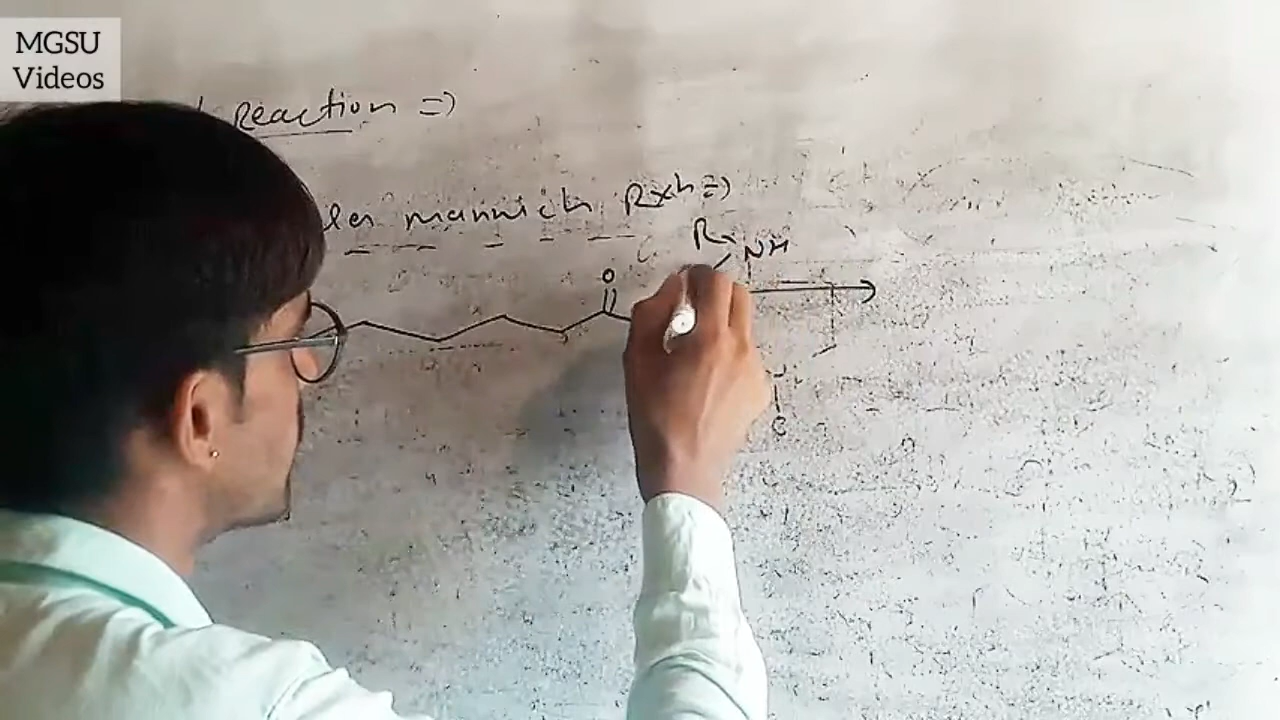 MGSU
Videos
Reaction =>
mannich Rxn =>
R
NH
O